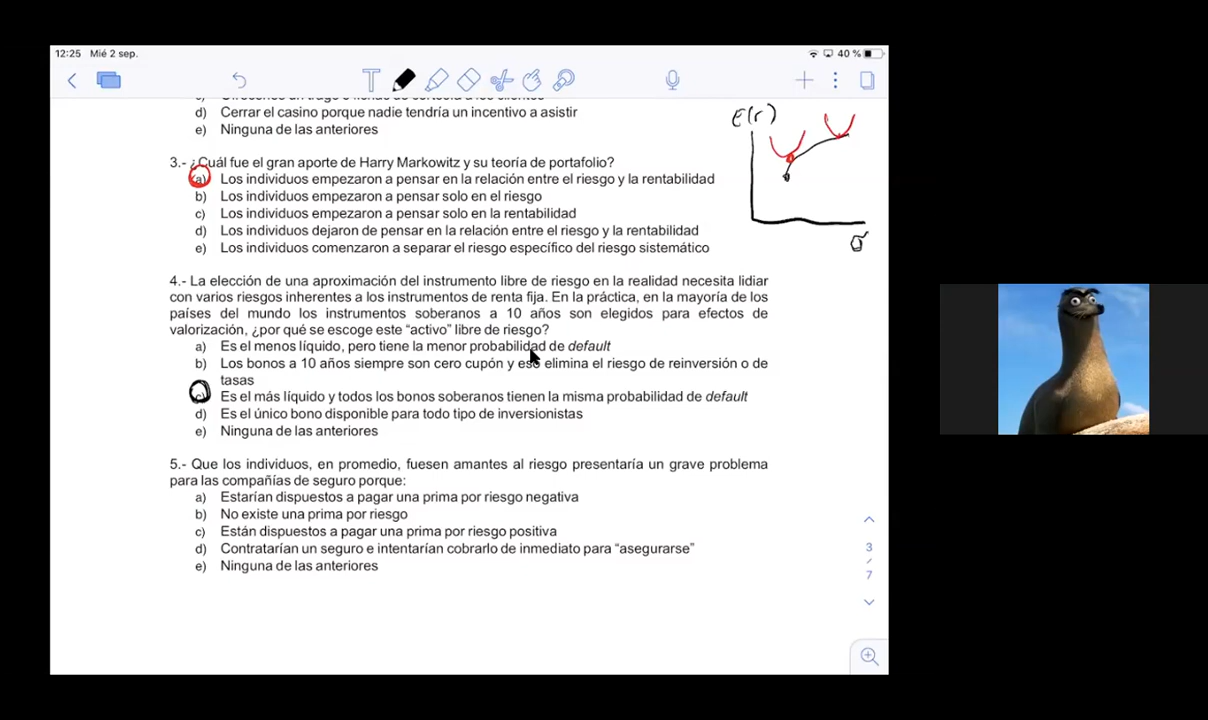 12:25 Mié 2 sep.
40 %
c) Ofrecerles un trago o tienda de cortesía a los clientes
d) Cerrar el casino porque nadie tendría un incentivo a asistir
e) Ninguna de las anteriores
E(r)
σ
3.- ¿Cuál fue el gran aporte de Harry Markowitz y su teoría de portafolio?
a) Los individuos empezaron a pensar en la relación entre el riesgo y la rentabilidad
b) Los individuos empezaron a pensar solo en el riesgo
c) Los individuos empezaron a pensar solo en la rentabilidad
d) Los individuos dejaron de pensar en la relación entre el riesgo y la rentabilidad
e) Los individuos comenzaron a separar el riesgo específico del riesgo sistemático
4.- La elección de una aproximación del instrumento libre de riesgo en la realidad necesita lidiar
con varios riesgos inherentes a los instrumentos de renta fija. En la práctica, en la mayoría de los
países del mundo los instrumentos soberanos a 10 años son elegidos para efectos de
valorización, ¿por qué se escoge este “activo” libre de riesgo?
a) Es el menos líquido, pero tiene la menor probabilidad de default
b) Los bonos a 10 años siempre son cero cupón y eso elimina el riesgo de reinversión o de
tasas
c) Es el más líquido y todos los bonos soberanos tienen la misma probabilidad de default
d) Es el único bono disponible para todo tipo de inversionistas
e) Ninguna de las anteriores
5.- Que los individuos, en promedio, fuesen amantes al riesgo presentaría un grave problema
para las compañías de seguro porque:
a) Estarían dispuestos a pagar una prima por riesgo negativa
b) No existe una prima por riesgo
c) Están dispuestos a pagar una prima por riesgo positiva
d) Contratarían un seguro e intentarían cobrarlo de inmediato para “asegurarse”
e) Ninguna de las anteriores
3
/
7